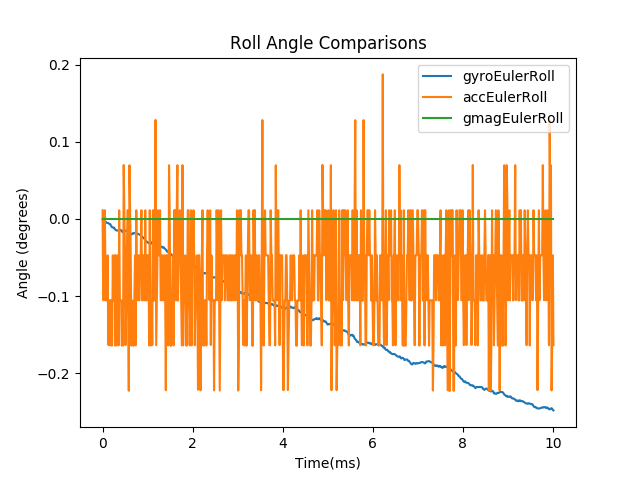 Roll Angle Comparisons
gyroEulerRoll
accEulerRoll
gmagEulerRoll
Angle (degrees)
0.2
0.1
0.0
−0.1
−0.2
0 2 4 6 8 10
Time(ms)